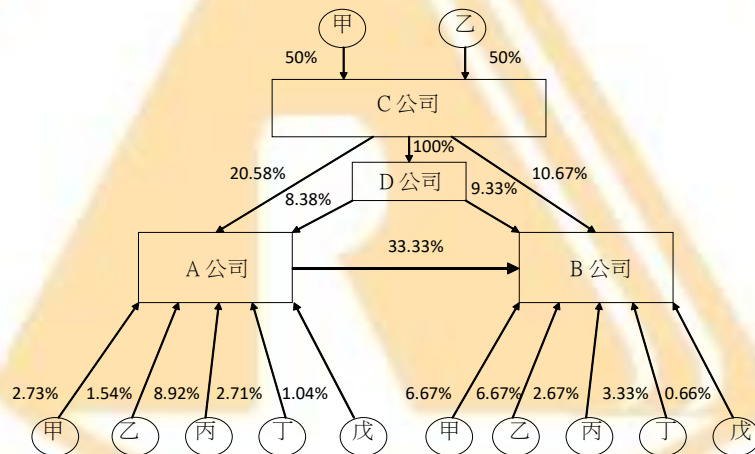 甲 乙
50% 50%
C 公司
100%
20.58% 10.67%
D 公司
8.38% 9.33%
33.33%
A 公司 B 公司
2.73% 1.54% 8.92% 2.71% 1.04% 6.67% 6.67% 2.67% 3.33% 0.66%
甲 乙 丙 丁 戊 甲 乙 丙 丁 戊